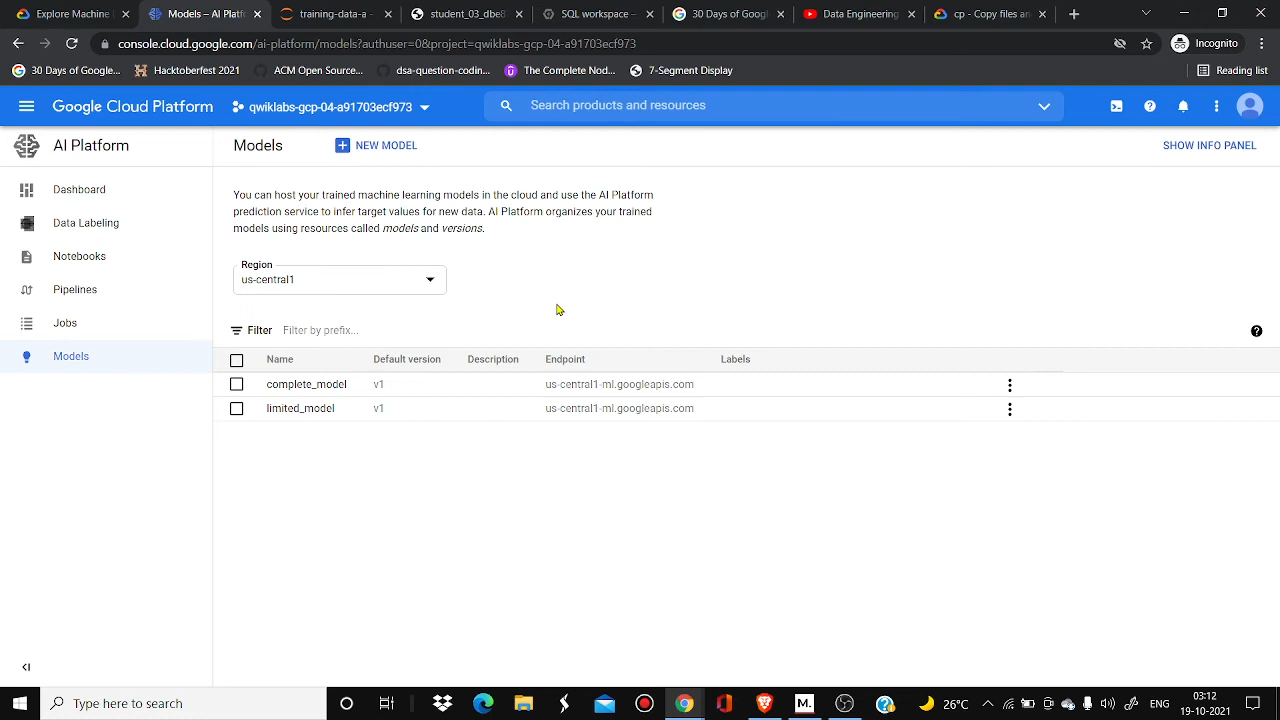 Explore Machine L
Models – AI Platfo
training-data-a –
student_03_dbe8
SQL workspace –
30 Days of Googl
Data Engineering
cp - Copy files an
console.cloud.google.com/ai-platform/models?authuser=0&project=qwiklabs-gcp-04-a91703ecf973
Incognito
30 Days of Google...
Hacktoberfest 2021
ACM Open Source...
dsa-question-codin...
The Complete Nod...
7-Segment Display
Reading list
Google Cloud Platform
qwiklabs-gcp-04-a91703ecf973
Search products and resources
AI Platform
Models
NEW MODEL
SHOW INFO PANEL
Dashboard
Data Labeling
Notebooks
Pipelines
Jobs
Models
You can host your trained machine learning models in the cloud and use the AI Platform
prediction service to infer target values for new data. AI Platform organizes your trained
models using resources called models and versions.
Region
us-central1
Filter Filter by prefix...
Name Default version Description Endpoint Labels
complete_model v1 us-central1-ml.googleapis.com
limited_model v1 us-central1-ml.googleapis.com
Type here to search
M.
26°C
ENG
03:12
19-10-2021